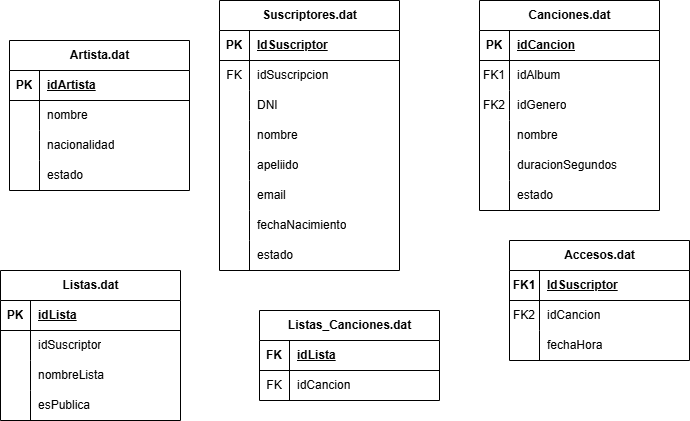 Artista.dat
PK idArtista
nombre
nacionalidad
estado
Suscriptores.dat
PK IdSuscriptor
FK idSuscripcion
DNI
nombre
apeliido
email
fechaNacimiento
estado
Canciones.dat
PK idCancion
FK1 idAlbum
FK2 idGenero
nombre
duracionSegundos
estado
Listas.dat
PK idLista
idSuscriptor
nombreLista
esPublica
Listas_Canciones.dat
FK idLista
FK idCancion
Accesos.dat
FK1 IdSuscriptor
FK2 idCancion
fechaHora